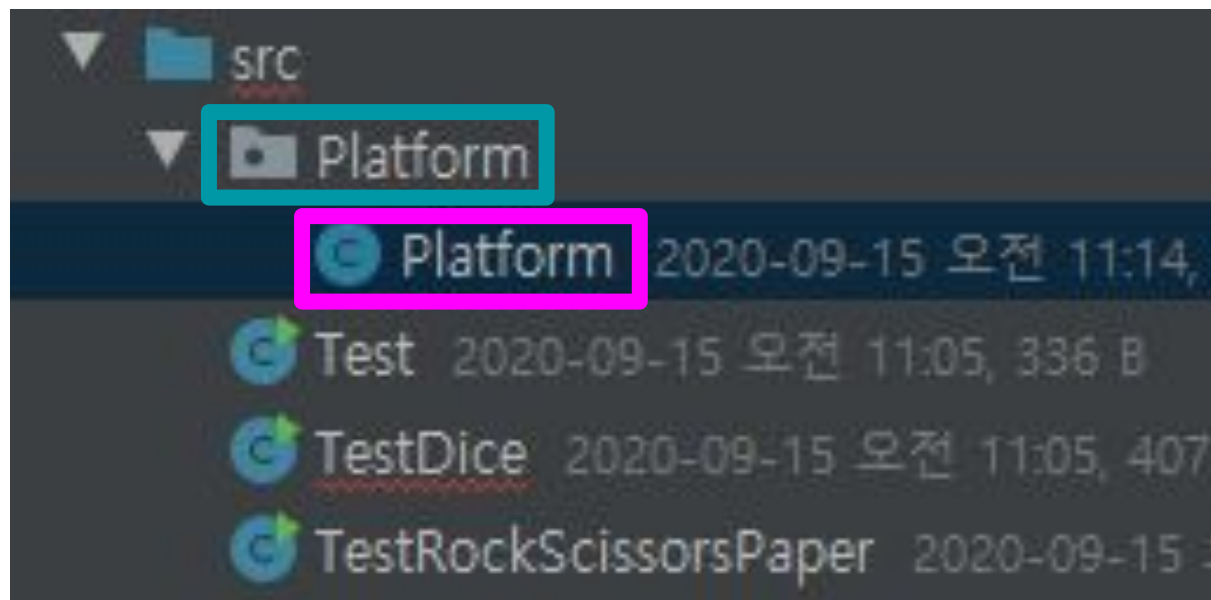 src
Platform
Platform 2020-09-15 오전 11:14,
Test 2020-09-15 오전 11:05, 336 B
TestDice 2020-09-15 오전 11:05, 407
TestRockScissorsPaper 2020-09-15